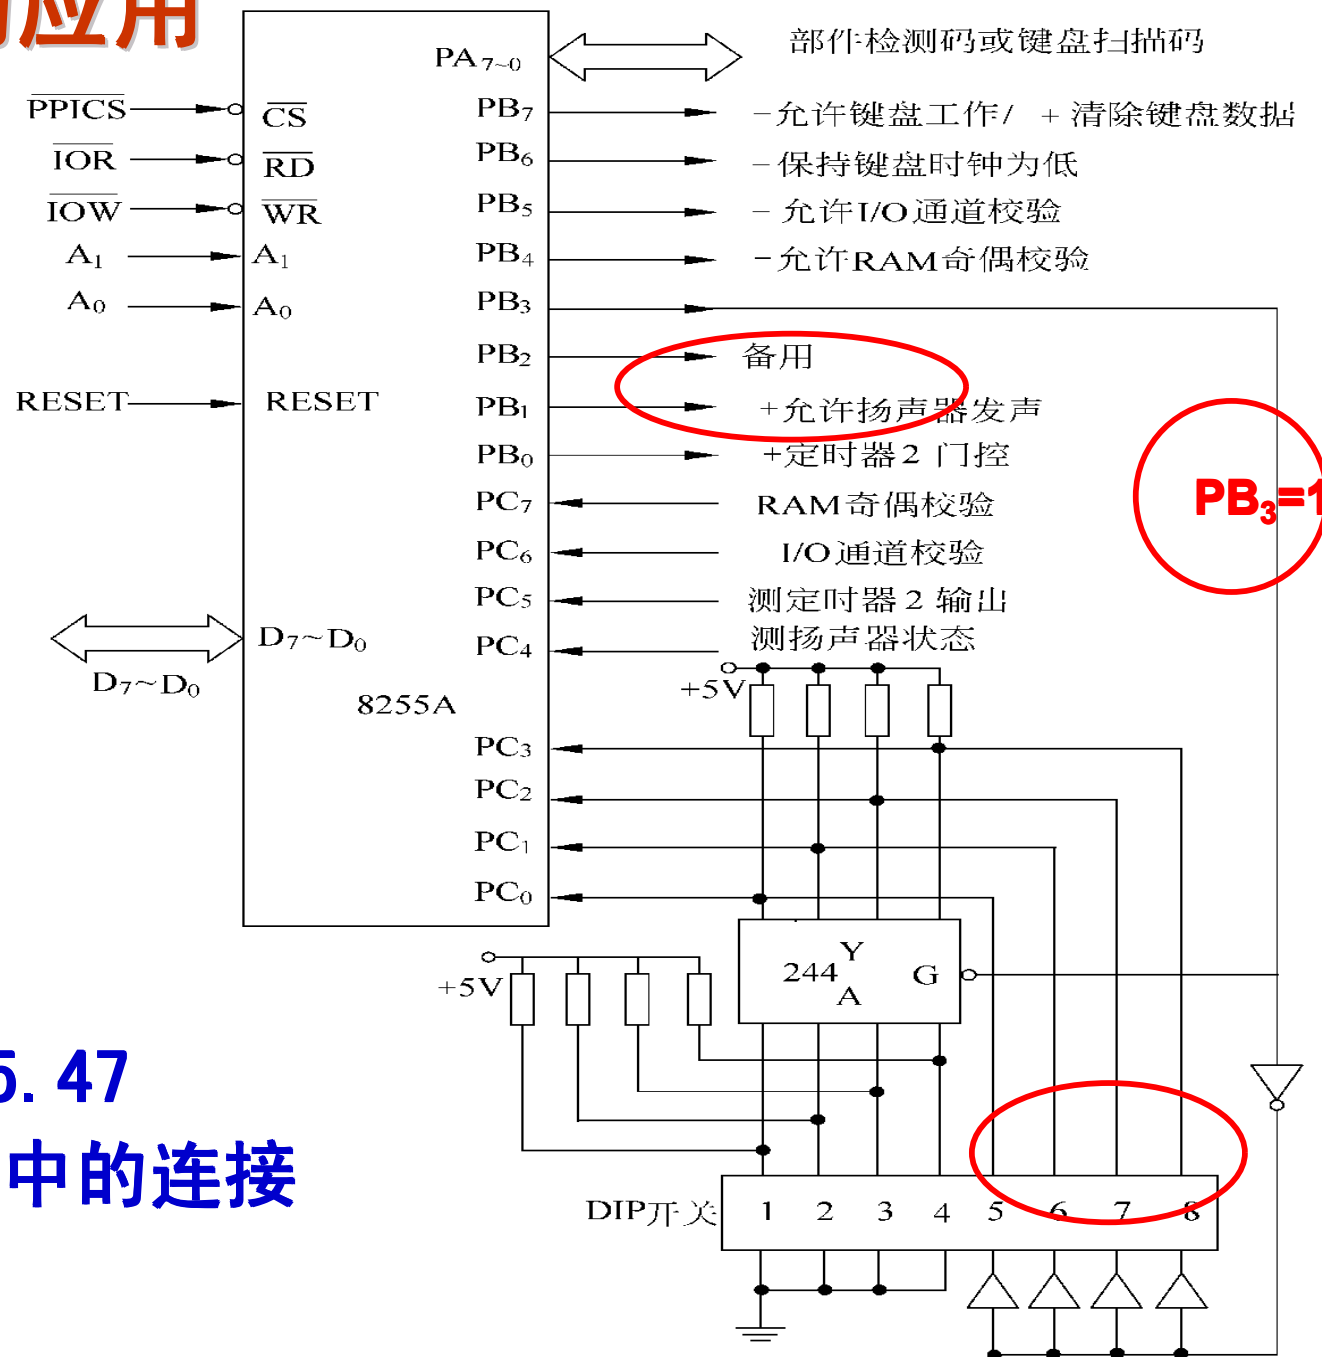 应用
PA7~0
部件检测码或键盘扫描码
PPICS
CS
PB7
-允许键盘工作/ +清除键盘数据
IOR
RD
PB6
-保持键盘时钟为低
IOW
WR
PB5
-允许I/O通道校验
A1
A1
PB4
-允许RAM奇偶校验
A0
A0
PB3
PB2
备用
RESET
RESET
PB1
+允许扬声器发声
PB0
+定时器2 门控
PC7
RAM奇偶校验
PB3=1
PC6
I/O通道校验
PC5
测定时器2输出
D7~D0
PC4
测扬声器状态
D7~D0
+5V
8255A
PC3
PC2
PC1
PC0
+5V
244
Y
A
G
5.47
中的连接
DIP开关
1 2 3 4 5 6 7 8